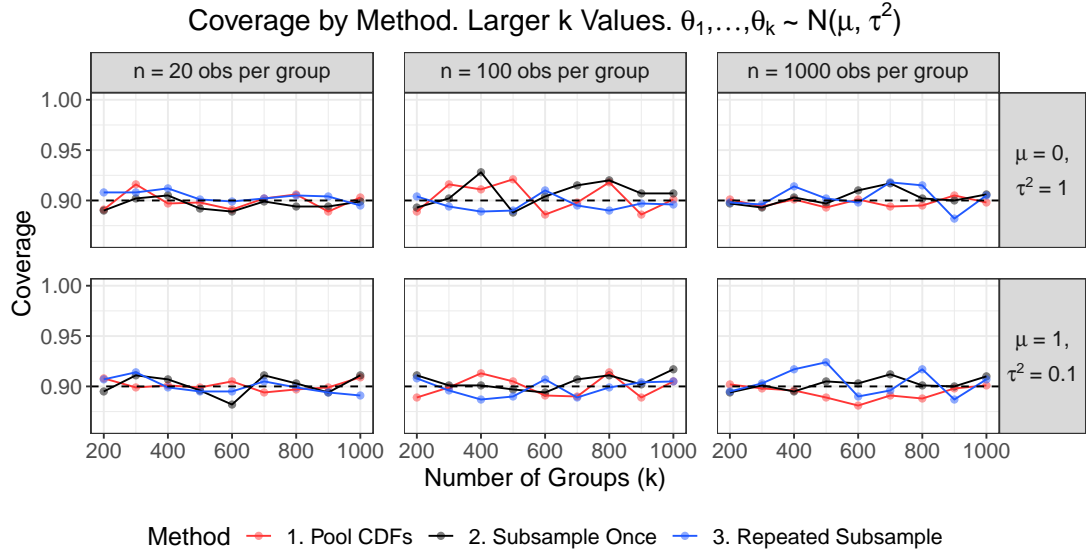 Coverage by Method. Larger k Values. θ1,…,θk ~ N(μ, τ²)
n = 20 obs per group
n = 100 obs per group
n = 1000 obs per group
1.00
0.95
0.90
μ = 0,
τ² = 1
Coverage
1.00
0.95
0.90
μ = 1,
τ² = 0.1
200 400 600 800 1000
200 400 600 800 1000
200 400 600 800 1000
Number of Groups (k)
Method 1. Pool CDFs 2. Subsample Once 3. Repeated Subsample